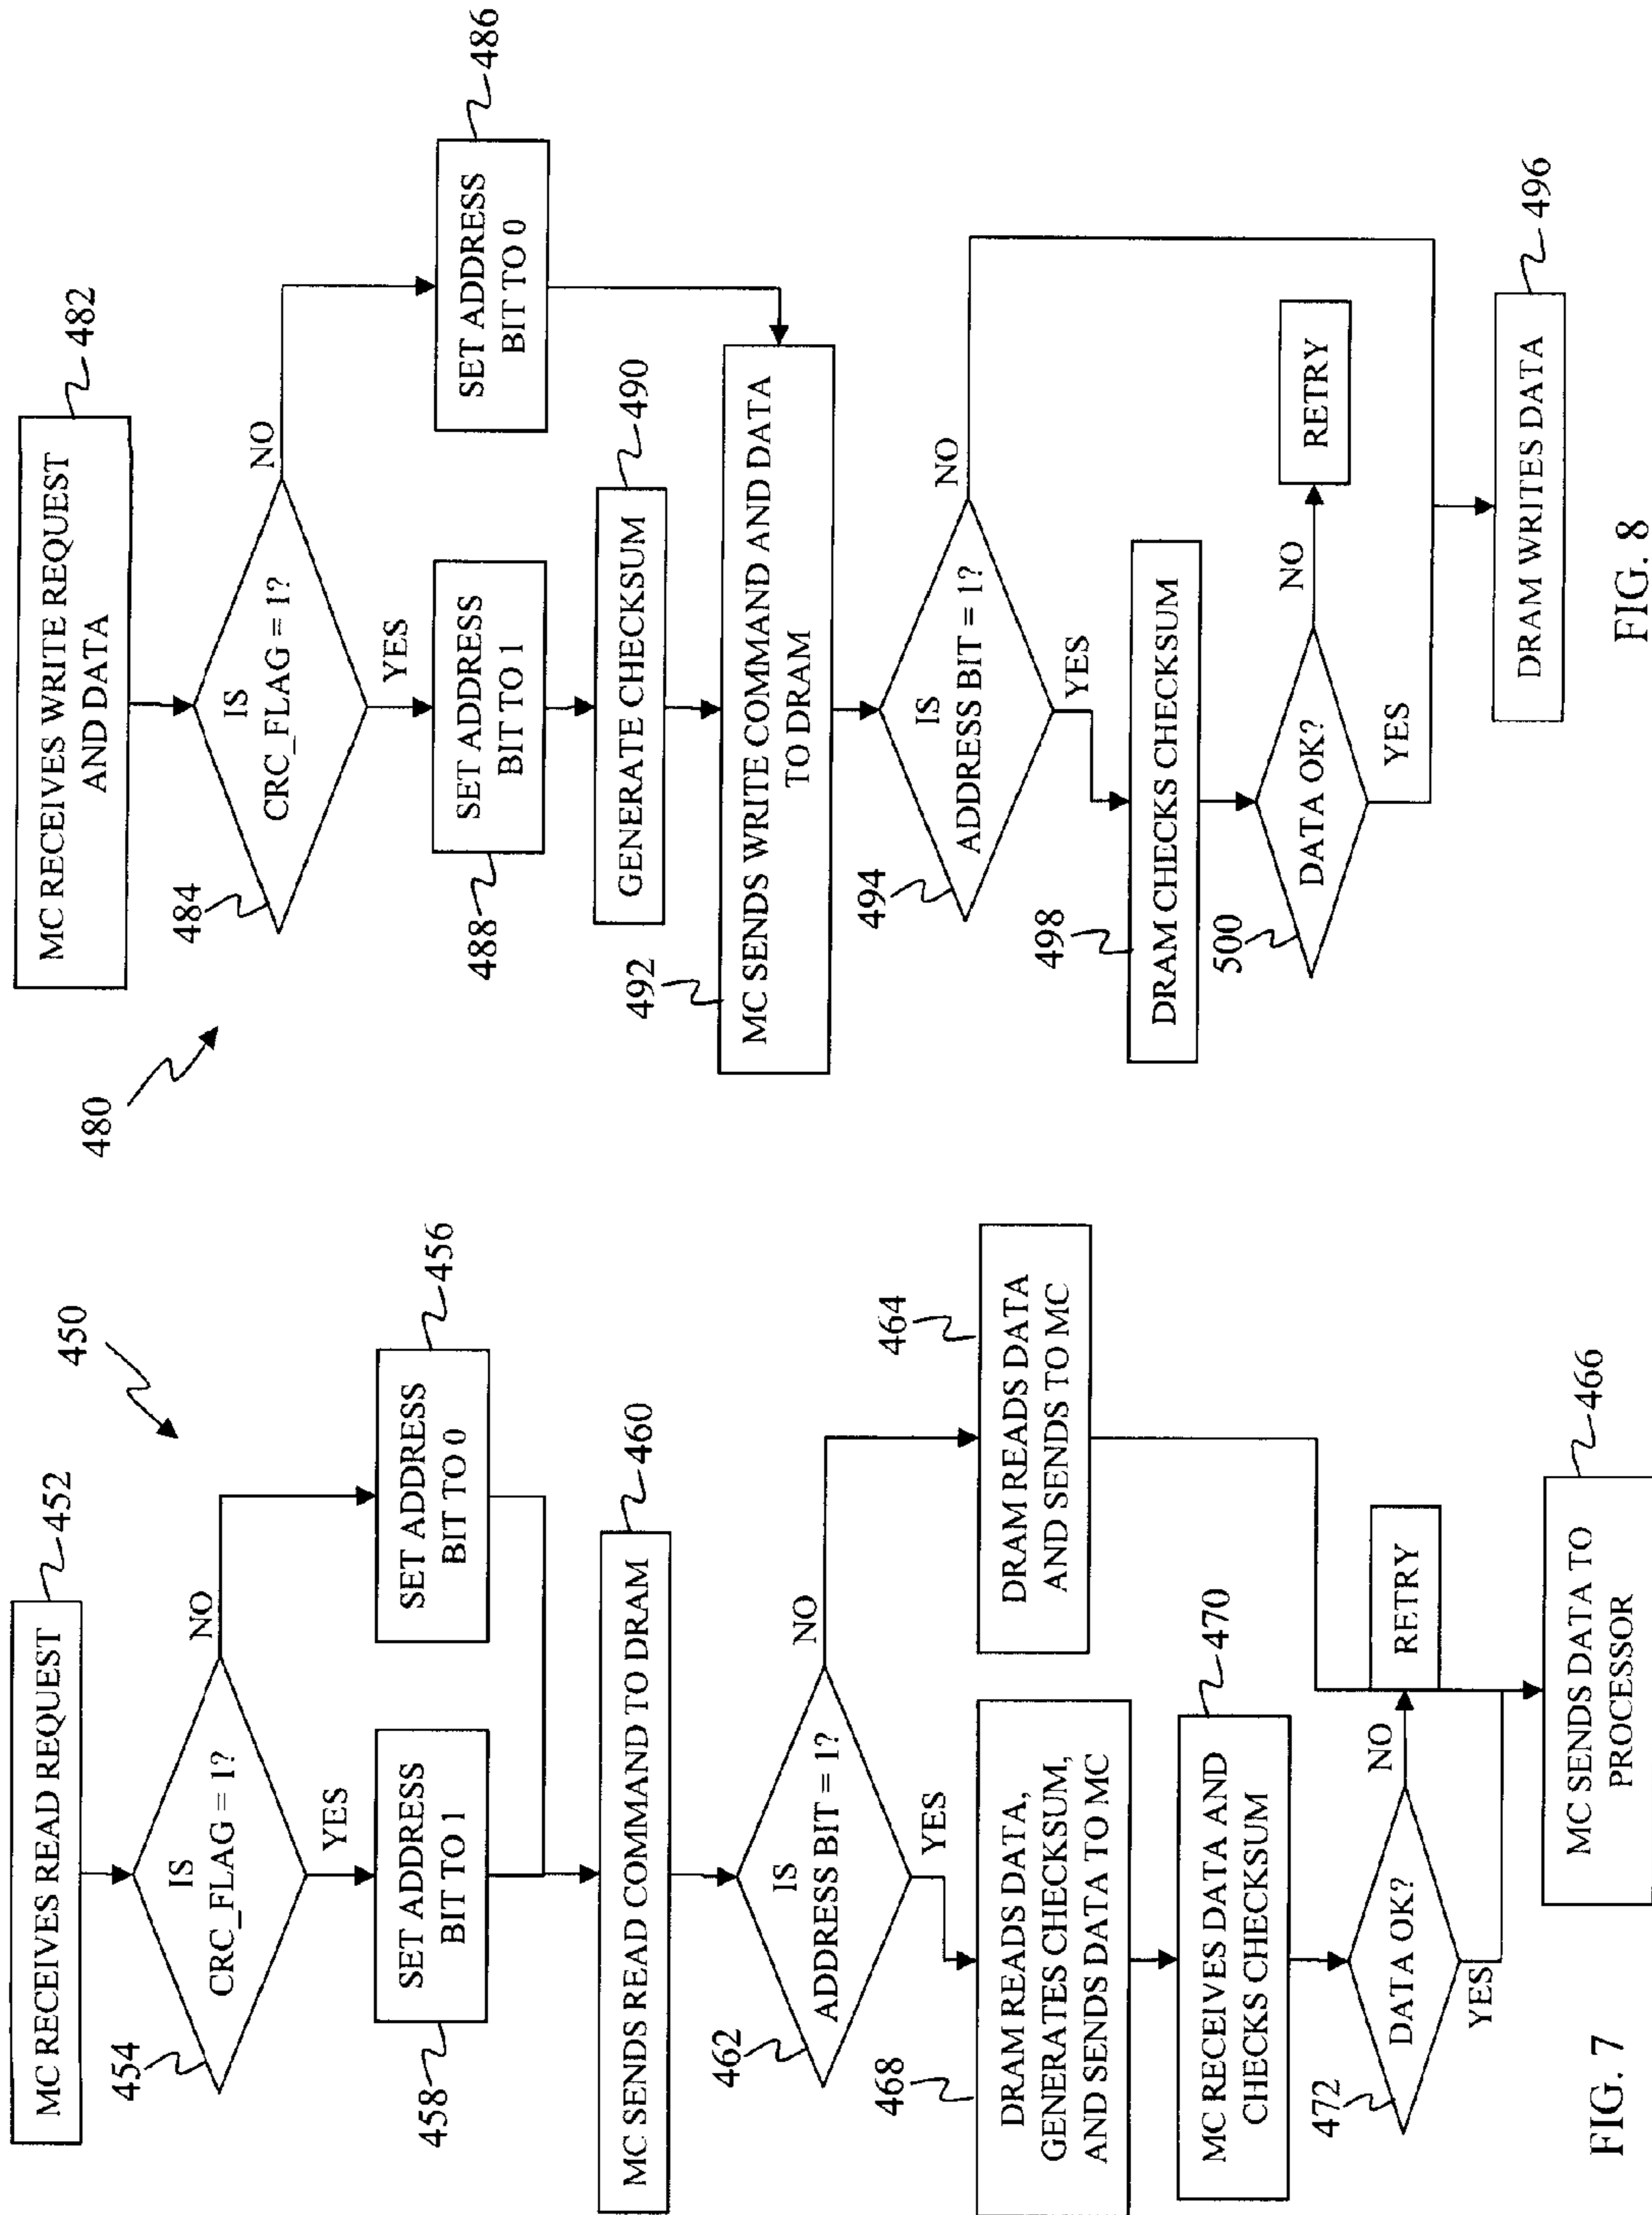 450
MC RECEIVES READ REQUEST
452
454
IS
CRC_FLAG = 1?
NO
YES
SET ADDRESS
BIT TO 0
456
SET ADDRESS
BIT TO 1
458
MC SENDS READ COMMAND TO DRAM
460
462
IS
ADDRESS BIT = 1?
NO
YES
464
DRAM READS DATA
AND SENDS TO MC
468
DRAM READS DATA,
GENERATES CHECKSUM,
AND SENDS DATA TO MC
470
MC RECEIVES DATA AND
CHECKS CHECKSUM
472
DATA OK?
NO
RETRY
YES
MC SENDS DATA TO
PROCESSOR
466
FIG. 7
480
MC RECEIVES WRITE REQUEST
AND DATA
482
484
IS
CRC_FLAG = 1?
NO
YES
SET ADDRESS
BIT TO 0
486
SET ADDRESS
BIT TO 1
488
GENERATE CHECKSUM
490
492
MC SENDS WRITE COMMAND AND DATA
TO DRAM
494
IS
ADDRESS BIT = 1?
NO
YES
498
DRAM CHECKS CHECKSUM
500
DATA OK?
NO
RETRY
YES
DRAM WRITES DATA
496
FIG. 8